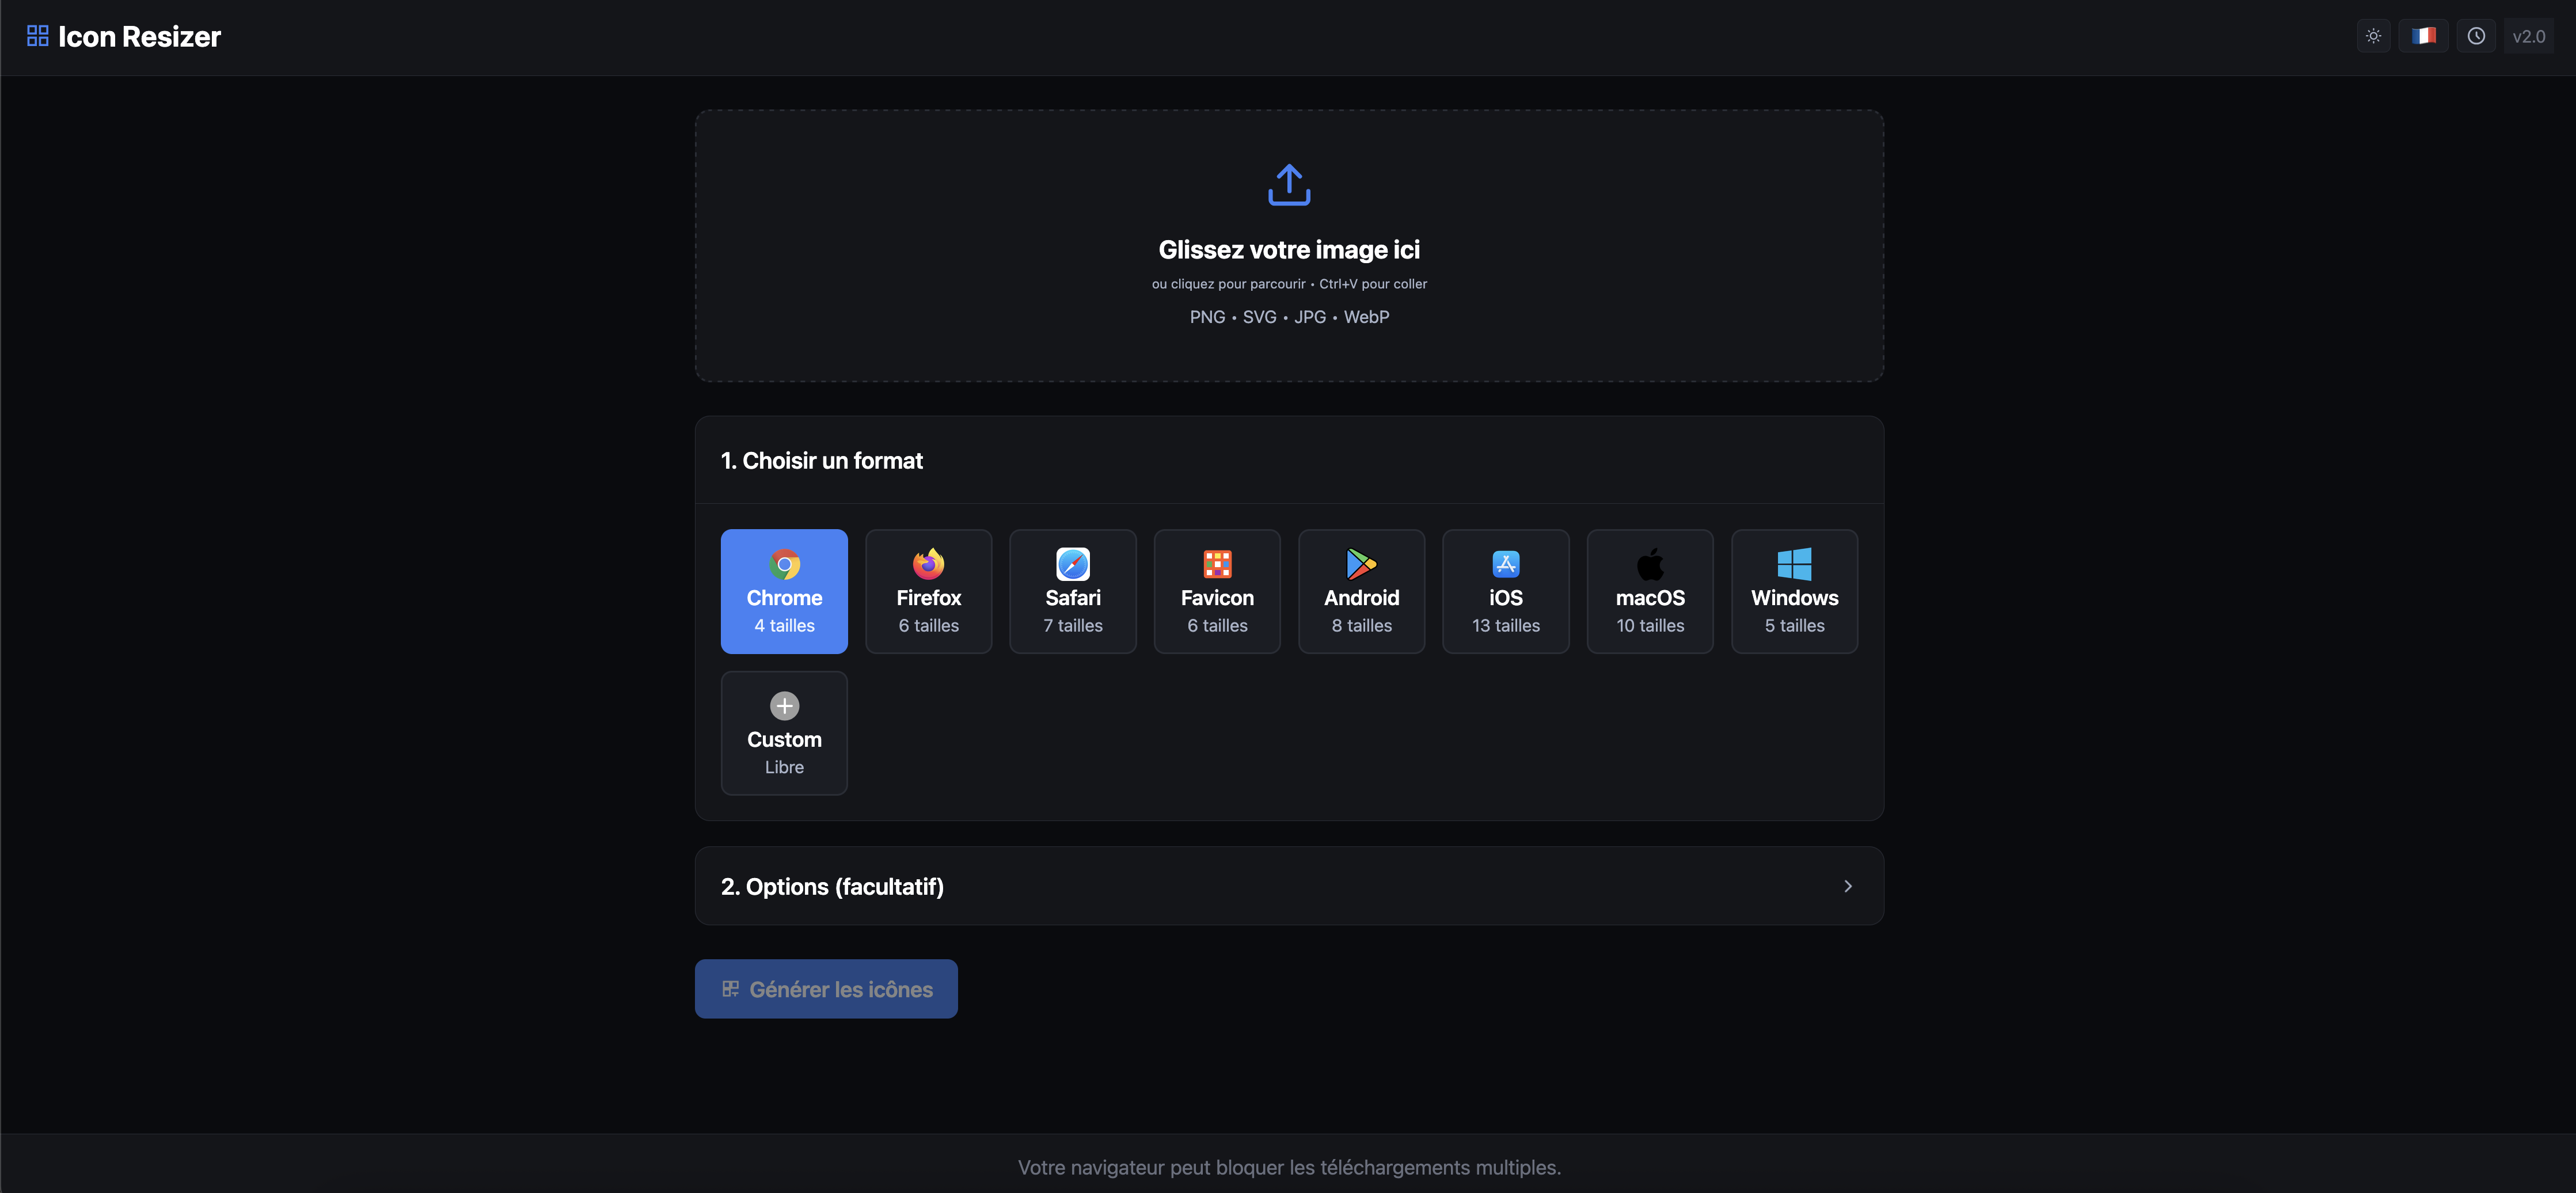 Icon Resizer
v2.0
Glissez votre image ici
ou cliquez pour parcourir • Ctrl+V pour coller
PNG • SVG • JPG • WebP
1. Choisir un format
Chrome
4 tailles
Firefox
6 tailles
Safari
7 tailles
Favicon
6 tailles
Android
8 tailles
iOS
13 tailles
macOS
10 tailles
Windows
5 tailles
Custom
Libre
2. Options (facultatif)
Générer les icônes
Votre navigateur peut bloquer les téléchargements multiples.